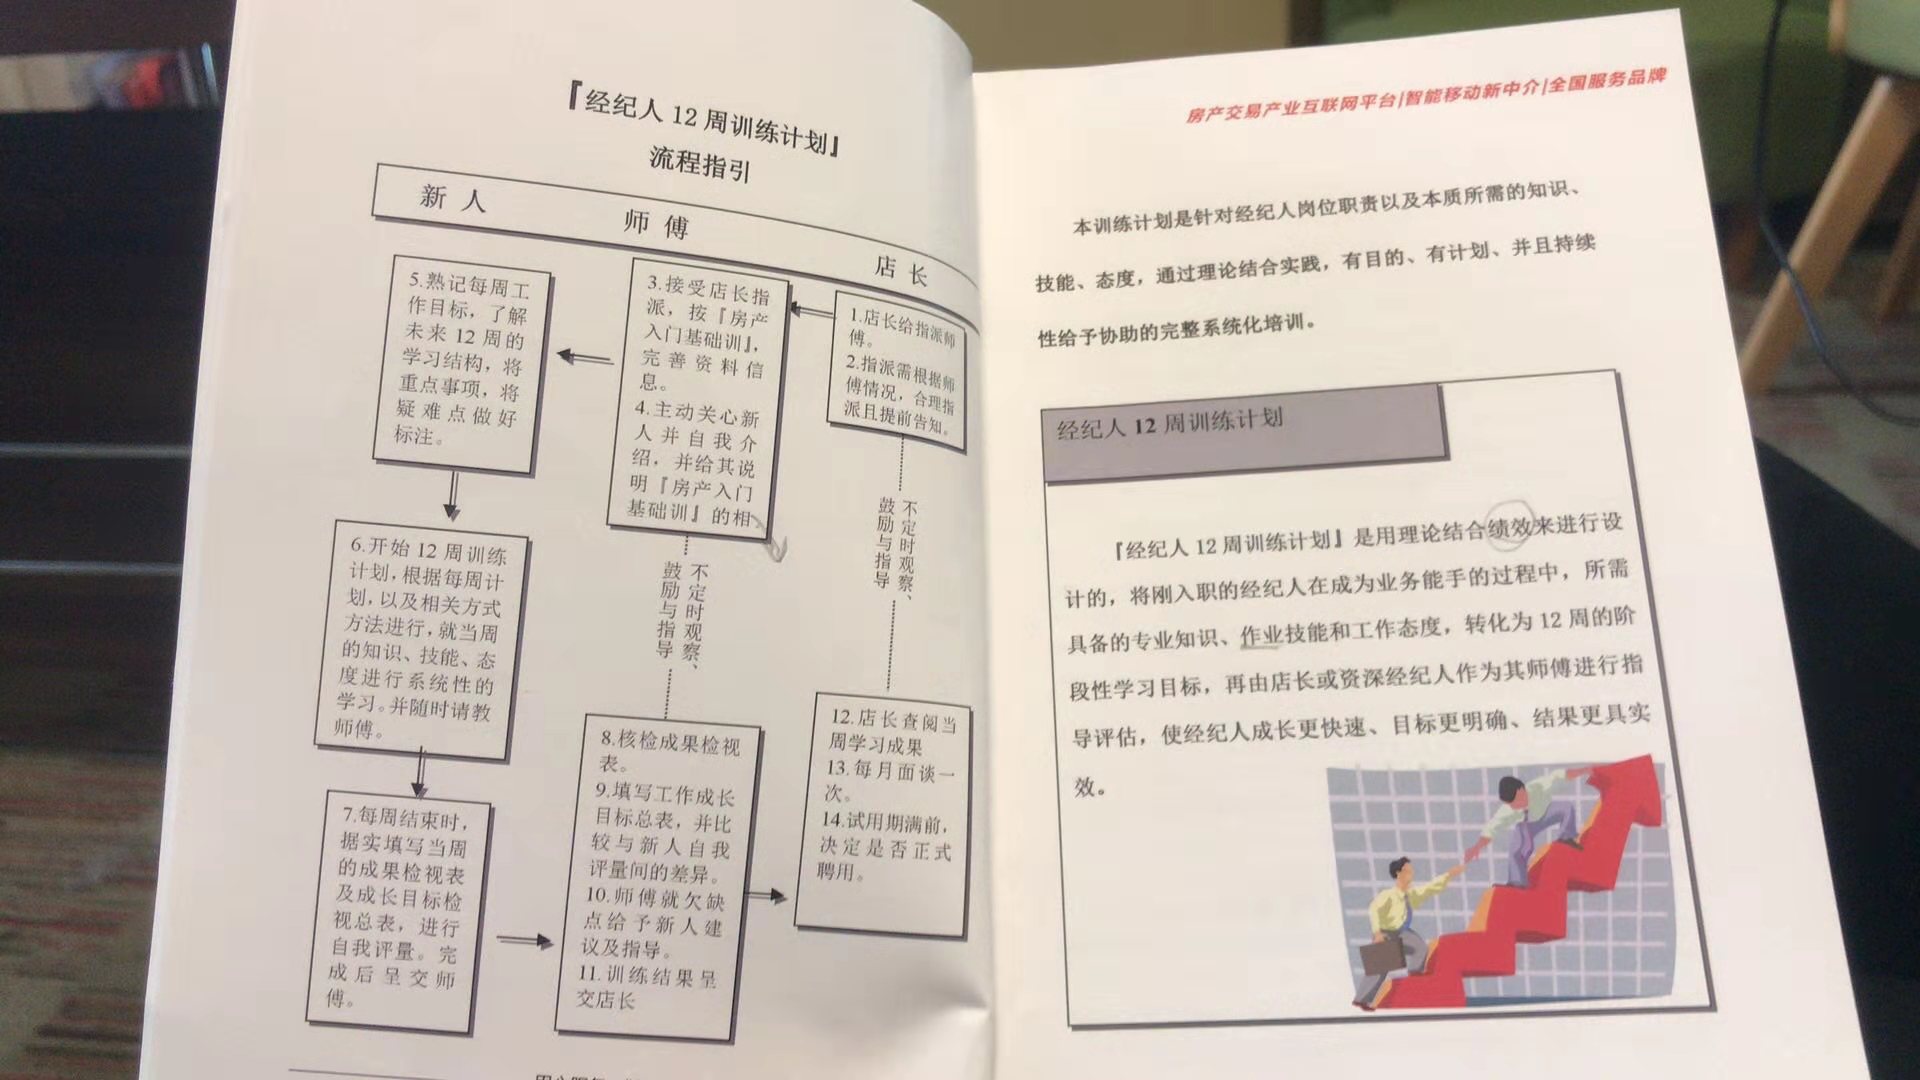 『经纪人 12 周训练计划』
流程指引
新 人
师 傅
店 长
5.熟记每周工
作目标，了解
未来 12 周的
学习结构，将
重点事项，将
疑难点做好
标注。
6.开始 12 周训练
计划，根据每周计
划，以及相关方式
方法进行，就当周
的知识、技能、态
度进行系统性的
学习。并随时请教
师傅。
7.每周结束时，
据实填写当周
的成果检视表
及成长目标检
视总表，进行
自我评量。完
成后呈交师
傅。
3.接受店长指
派，按『房产
入门基础训』，
完善资料信
息。
4.主动关心新
人并自我介
绍，并给其说
明『房产入门
基础训』的相
不定时观察、
鼓励与指导
8.核检成果检视
表。
9.填写工作成长
目标总表，并比
较与新人自我
评量间的差异。
10.师傅就欠缺
点给予新人建
议及指导。
11.训练结果呈
交店长
1.店长给指派师
傅。
2.指派需根据师
傅情况，合理指
派且提前告知。
不定时观察、
鼓励与指导
12.店长查阅当
周学习成果
13.每月面谈一
次。
14.试用期满前，
决定是否正式
聘用。
房产交易产业互联网平台|智能移动新中介|全国服务品牌
本训练计划是针对经纪人岗位职责以及本质所需的知识、
技能、态度，通过理论结合实践，有目的、有计划、并且持续
性给予协助的完整系统化培训。
经纪人 12 周训练计划
『经纪人 12 周训练计划』是用理论结合绩效来进行设
计的，将刚入职的经纪人在成为业务能手的过程中，所需
具备的专业知识、作业技能和工作态度，转化为 12 周的阶
段性学习目标，再由店长或资深经纪人作为其师傅进行指
导评估，使经纪人成长更快速、目标更明确、结果更具实
效。